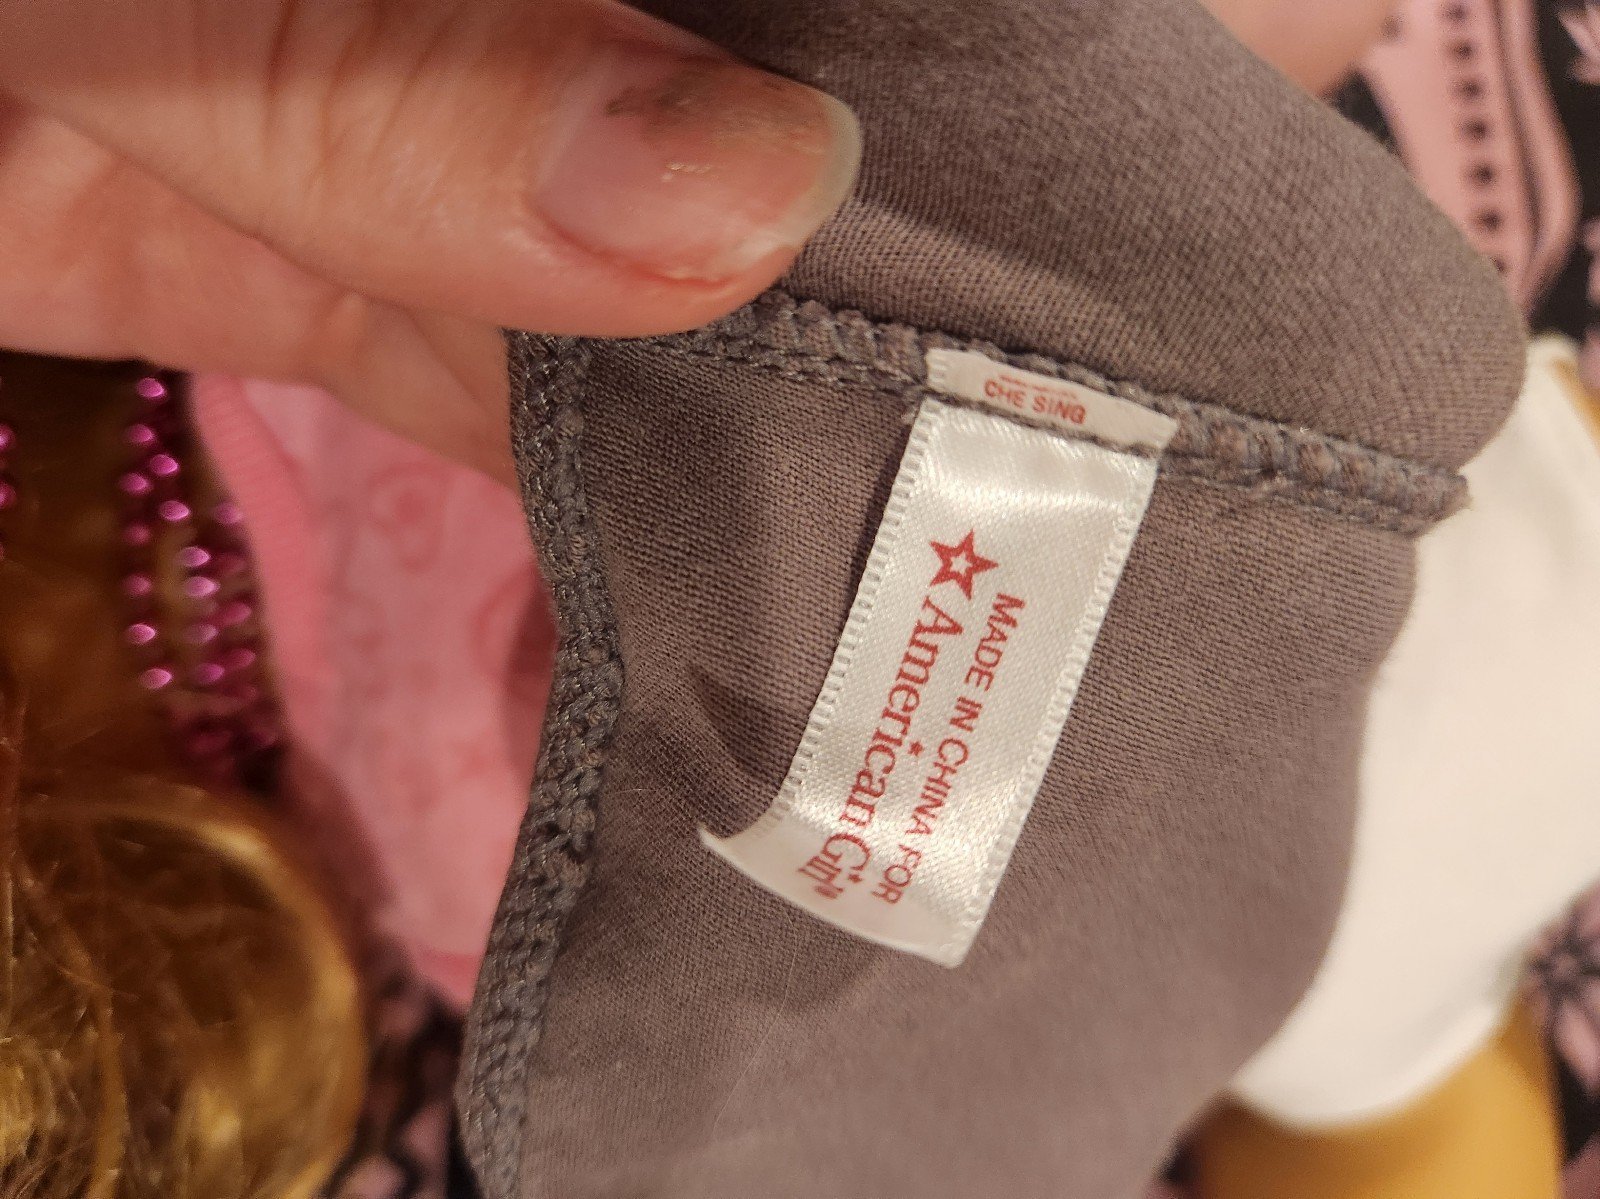 CHE SING
MADE IN CHINA FOR
American Girl®